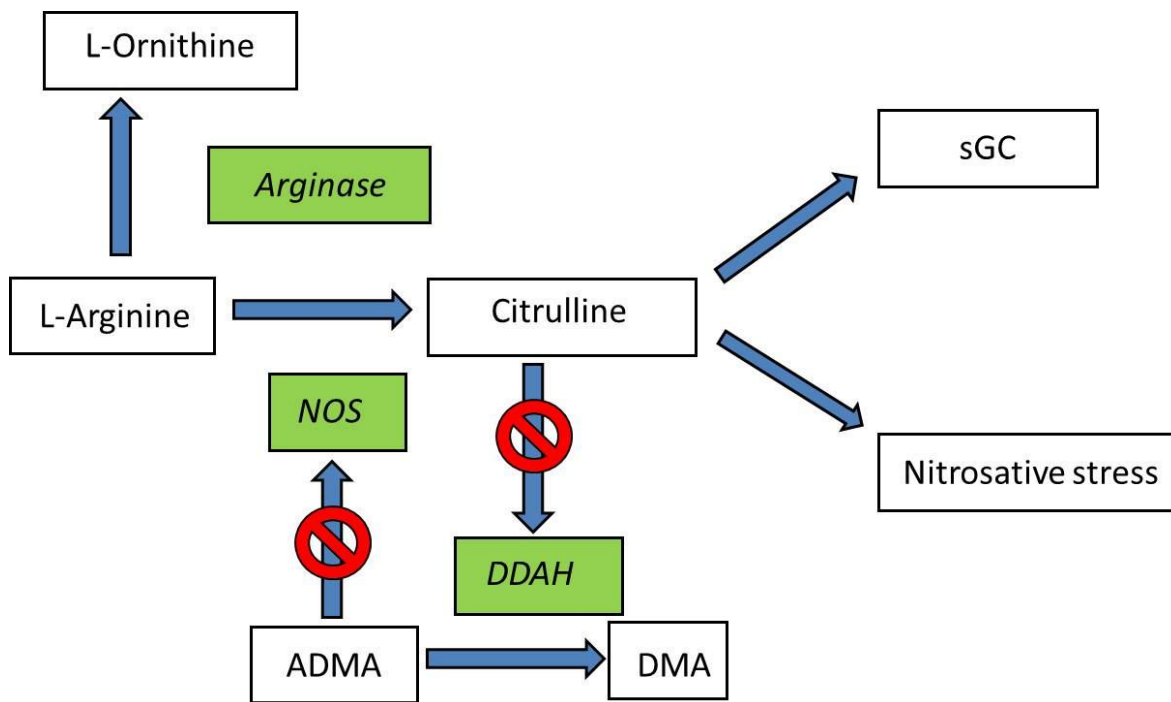 L-Ornithine
sGC
Arginase
L-Arginine
Citrulline
NOS
Nitrosative stress
DDAH
ADMA
DMA